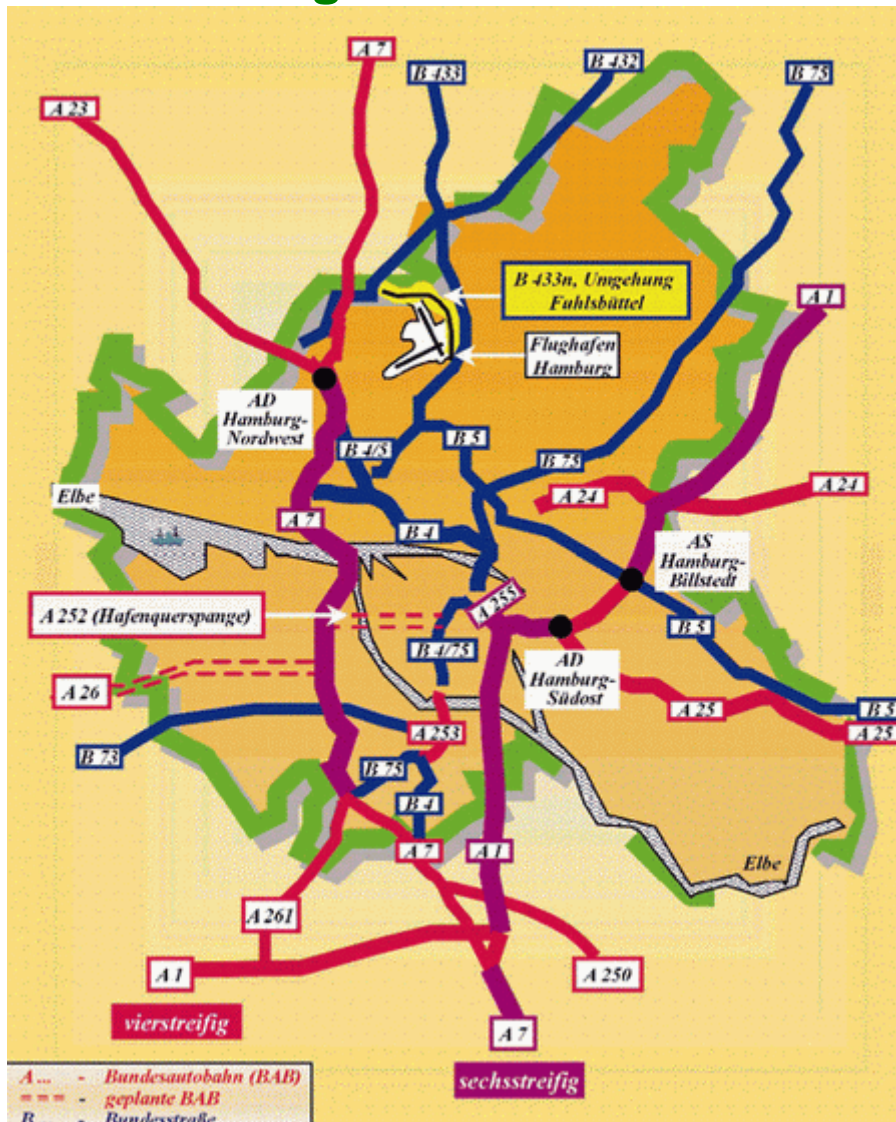 A 7
B 433
B 432
B 75
A 23
B 433n, Umgehung
Fuhlsbüttel
A 1
Flughafen
Hamburg
AD
Hamburg-
Nordwest
B 4/5
B 5
B 75
A 24
A 24
Elbe
A 7
B 4
AS
Hamburg-
Billstedt
A 252 (Hafenquerspange)
A 255
B 5
B 4/75
AD
Hamburg-
Südost
A 26
A 25
B 5
A 25
A 253
B 73
B 75
B 4
A 7
A 1
Elbe
A 261
A 1
A 250
vierstreifig
A 7
sechsstreifig
A ... - Bundesautobahn (BAB)
=== - geplante BAB
B - Bundesstraße